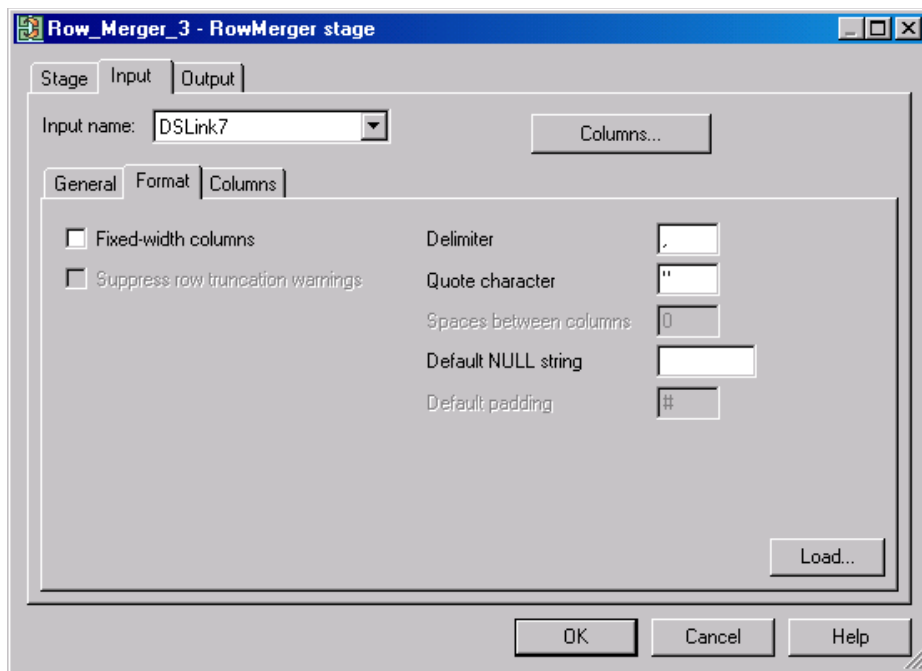 Row_Merger_3 - RowMerger stage
Stage Input Output
Input name: DSLink7 Columns...
General Format Columns
Fixed-width columns Delimiter ,
Suppress row truncation warnings Quote character "
Spaces between columns 0
Default NULL string
Default padding #
Load...
OK Cancel Help